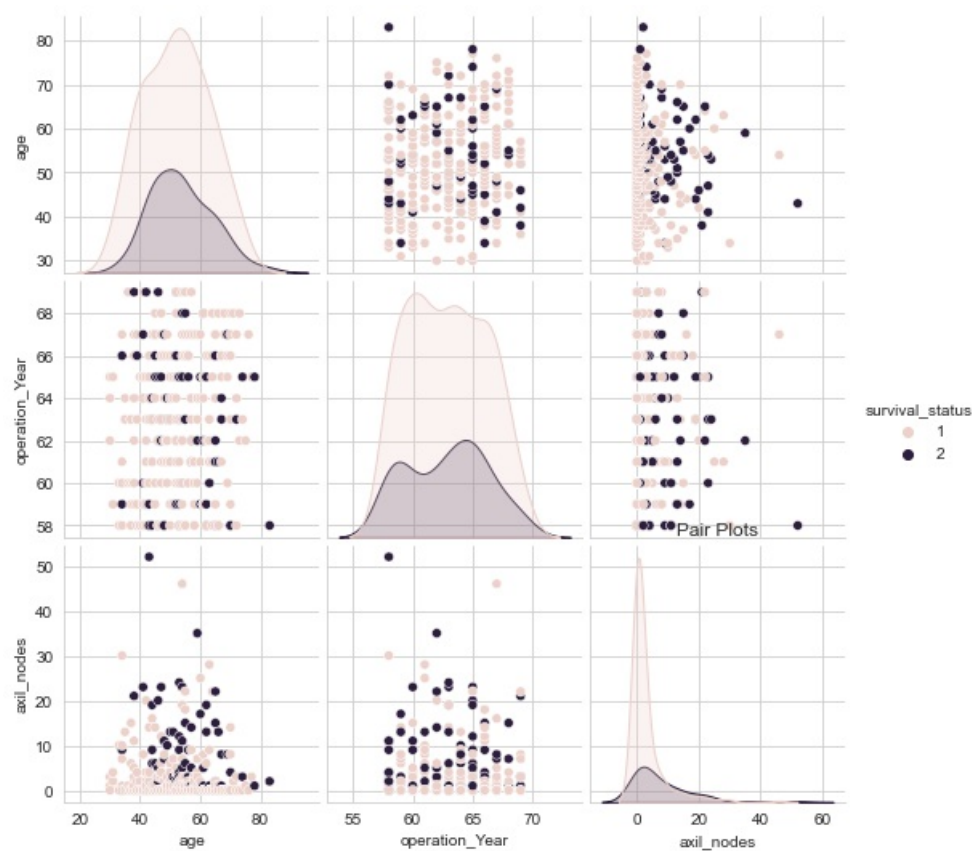 80
70
60
50
40
30
age
68
66
64
62
60
58
operation_Year
Pair Plots
survival_status
1
2
50
40
30
20
10
0
axil_nodes
20 40 60 80
age
55 60 65 70
operation_Year
0 20 40 60
axil_nodes